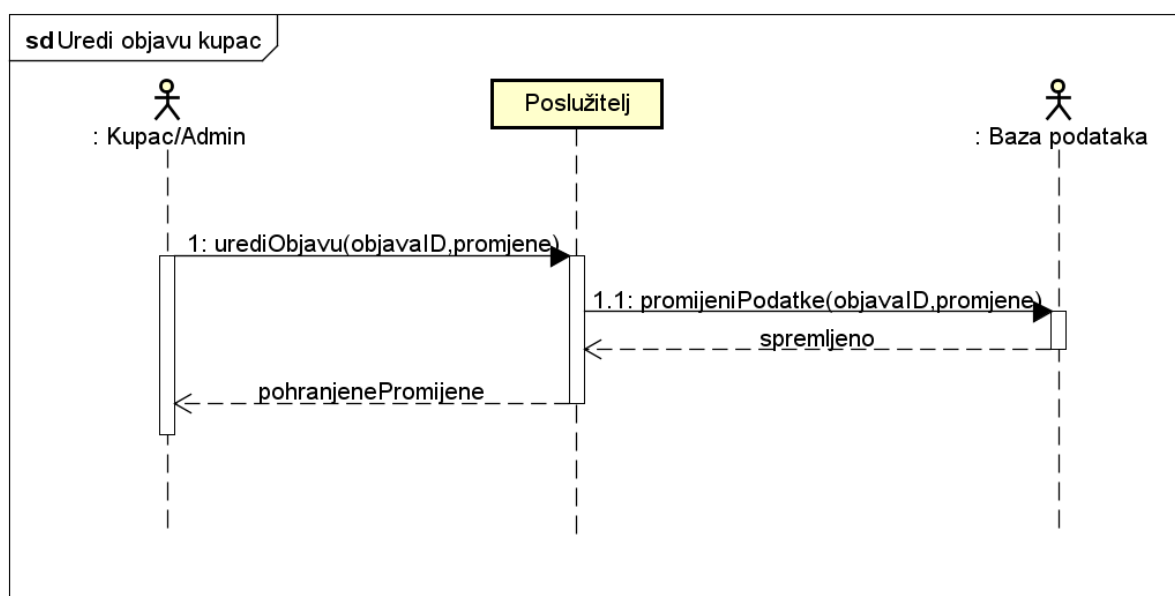 sd Uredi objavu kupac
: Kupac/Admin
Poslužitelj
: Baza podataka
1: urediObjavu(objavaID,promjene)
1.1: promijeniPodatke(objavaID,promjene)
spremljeno
pohranjenePromijene